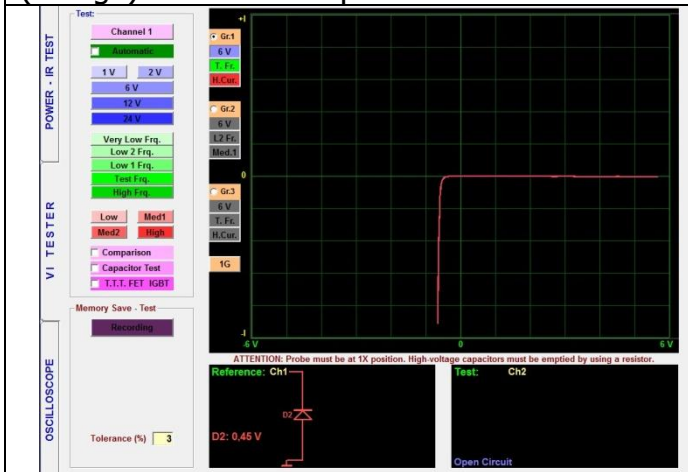 Test:
Channel 1
Automatic
1 V 2 V
6 V
12 V
24 V
Very Low Frq.
Low 2 Frq.
Low 1 Frq.
Test Frq.
High Frq.
Low Med1
Med2 High
Comparison
Capacitor Test
T.T.T. FET IGBT
Memory Save - Test
Recording
Tolerance (%) 3
POWER - IR TEST
VI TESTER
OSCILLOSCOPE
Gr.1
6 V
T. Fr.
H.Cur.
Gr.2
6 V
L2 Fr.
Med.1
Gr.3
6 V
T. Fr.
H.Cur.
1G
+I
0
-I
-6 V 0 6 V
ATTENTION: Probe must be at 1X position. High-voltage capacitors must be emptied by using a resistor.
Reference: Ch1
D2
D2: 0,45 V
Test: Ch2
Open Circuit